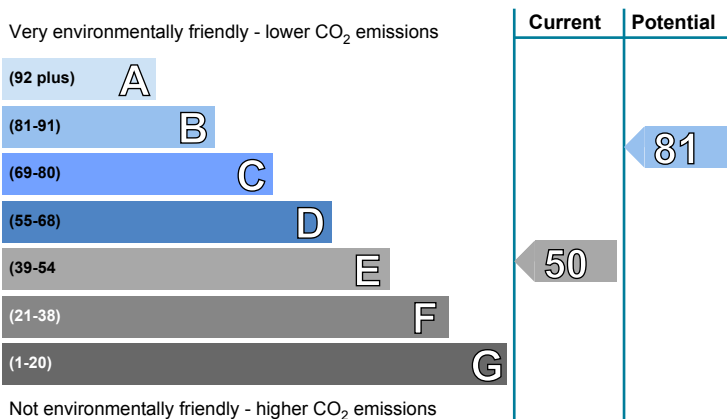 Very environmentally friendly - lower CO2 emissions
Current
Potential
(92 plus) A
(81-91) B
81
(69-80) C
(55-68) D
(39-54 E
50
(21-38) F
(1-20) G
Not environmentally friendly - higher CO2 emissions